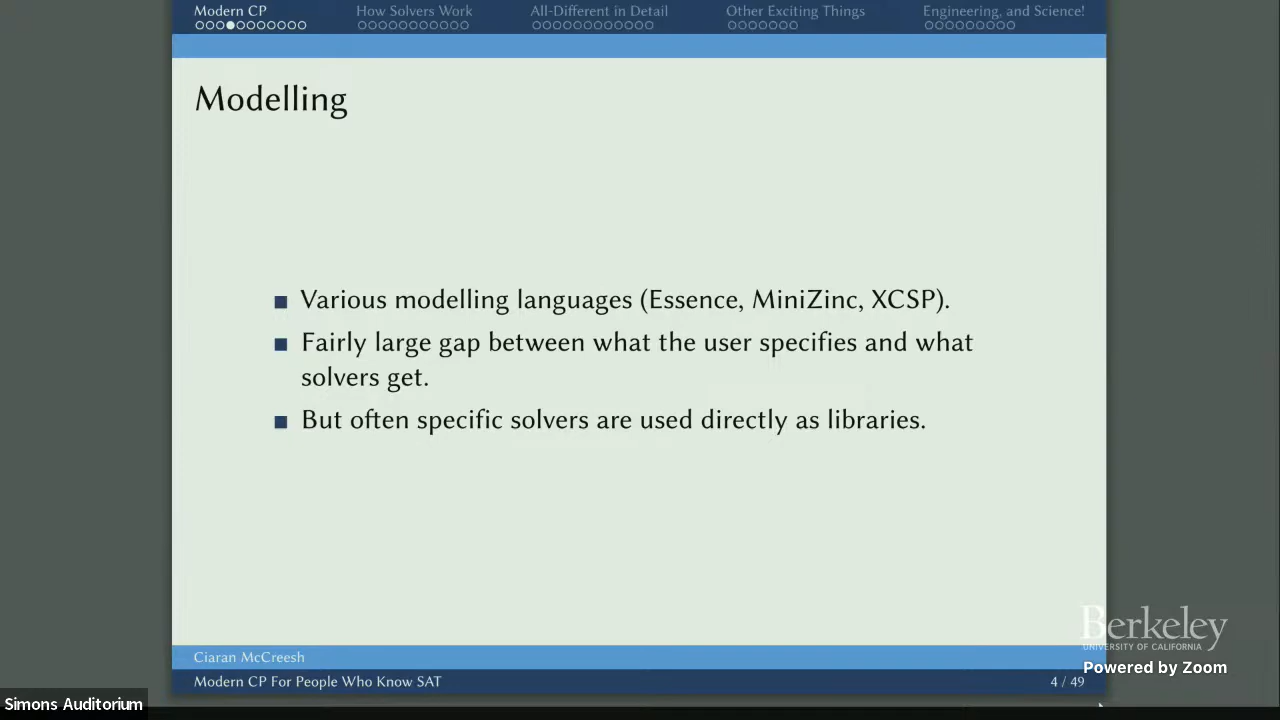 Modern CP
How Solvers Work
All-Different in Detail
Other Exciting Things
Engineering, and Science!
Modelling
Various modelling languages (Essence, MiniZinc, XCSP).
Fairly large gap between what the user specifies and what
solvers get.
But often specific solvers are used directly as libraries.
Ciaran McCreesh
Modern CP For People Who Know SAT
4 / 49
Berkeley
UNIVERSITY OF CALIFORNIA
Powered by Zoom
Simons Auditorium